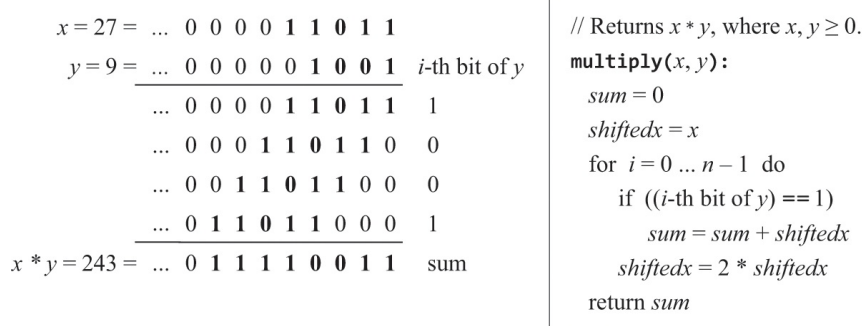 x = 27 = ... 0 0 0 0 1 1 0 1 1
y = 9 = ... 0 0 0 0 0 1 0 0 1 i-th bit of y
... 0 0 0 0 1 1 0 1 1 1
... 0 0 0 1 1 0 1 1 0 0
... 0 0 1 1 0 1 1 0 0 0
... 0 1 1 0 1 1 0 0 0 1
x * y = 243 = ... 0 1 1 1 1 0 0 1 1 sum
// Returns x * y, where x, y ≥ 0.
multiply(x, y):
sum = 0
shiftedx = x
for i = 0 ... n – 1 do
if ((i-th bit of y) == 1)
sum = sum + shiftedx
shiftedx = 2 * shiftedx
return sum